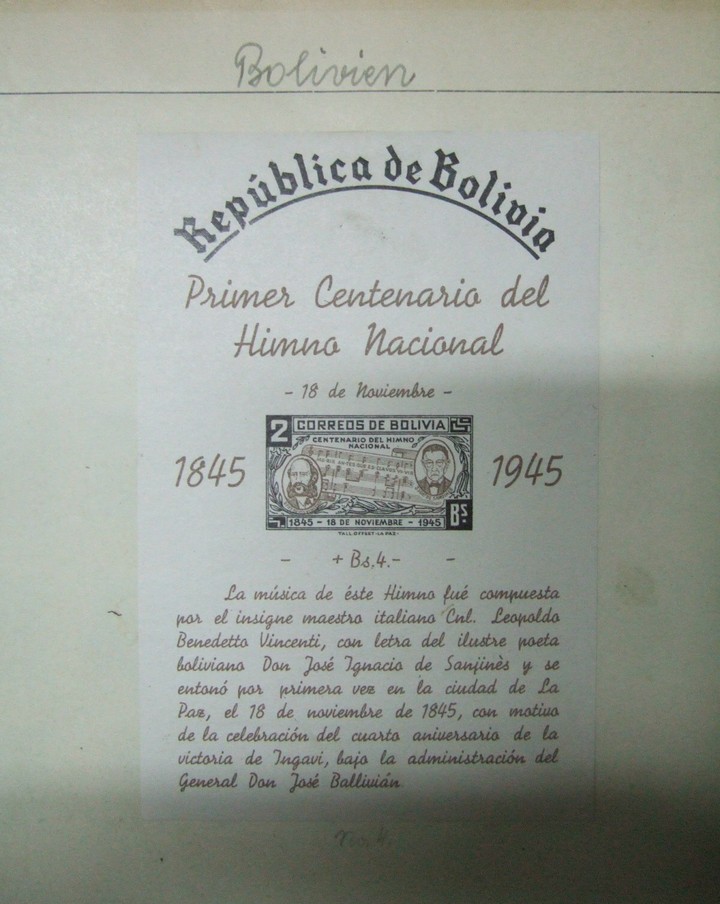 Bolivien
República de Bolivia
Primer Centenario del
Himno Nacional
- 18 de Noviembre -
1845
2 CORREOS DE BOLIVIA
CENTENARIO DEL HIMNO
NACIONAL
1845 - 18 DE NOVIEMBRE - 1945
Bs.
TALL. OFFSET-LA PAZ-
1945
- + Bs.4.- -
La música de éste Himno fué compuesta
por el insigne maestro italiano Cnl. Leopoldo
Benedetto Vincenti, con letra del ilustre poeta
boliviano Don José Ignacio de Sanjinès y se
entonó por primera vez en la ciudad de La
Paz, el 18 de noviembre de 1845, con motivo
de la celebración del cuarto aniversario de la
victoria de Ingavi, bajo la administración del
General Don José Ballivián.